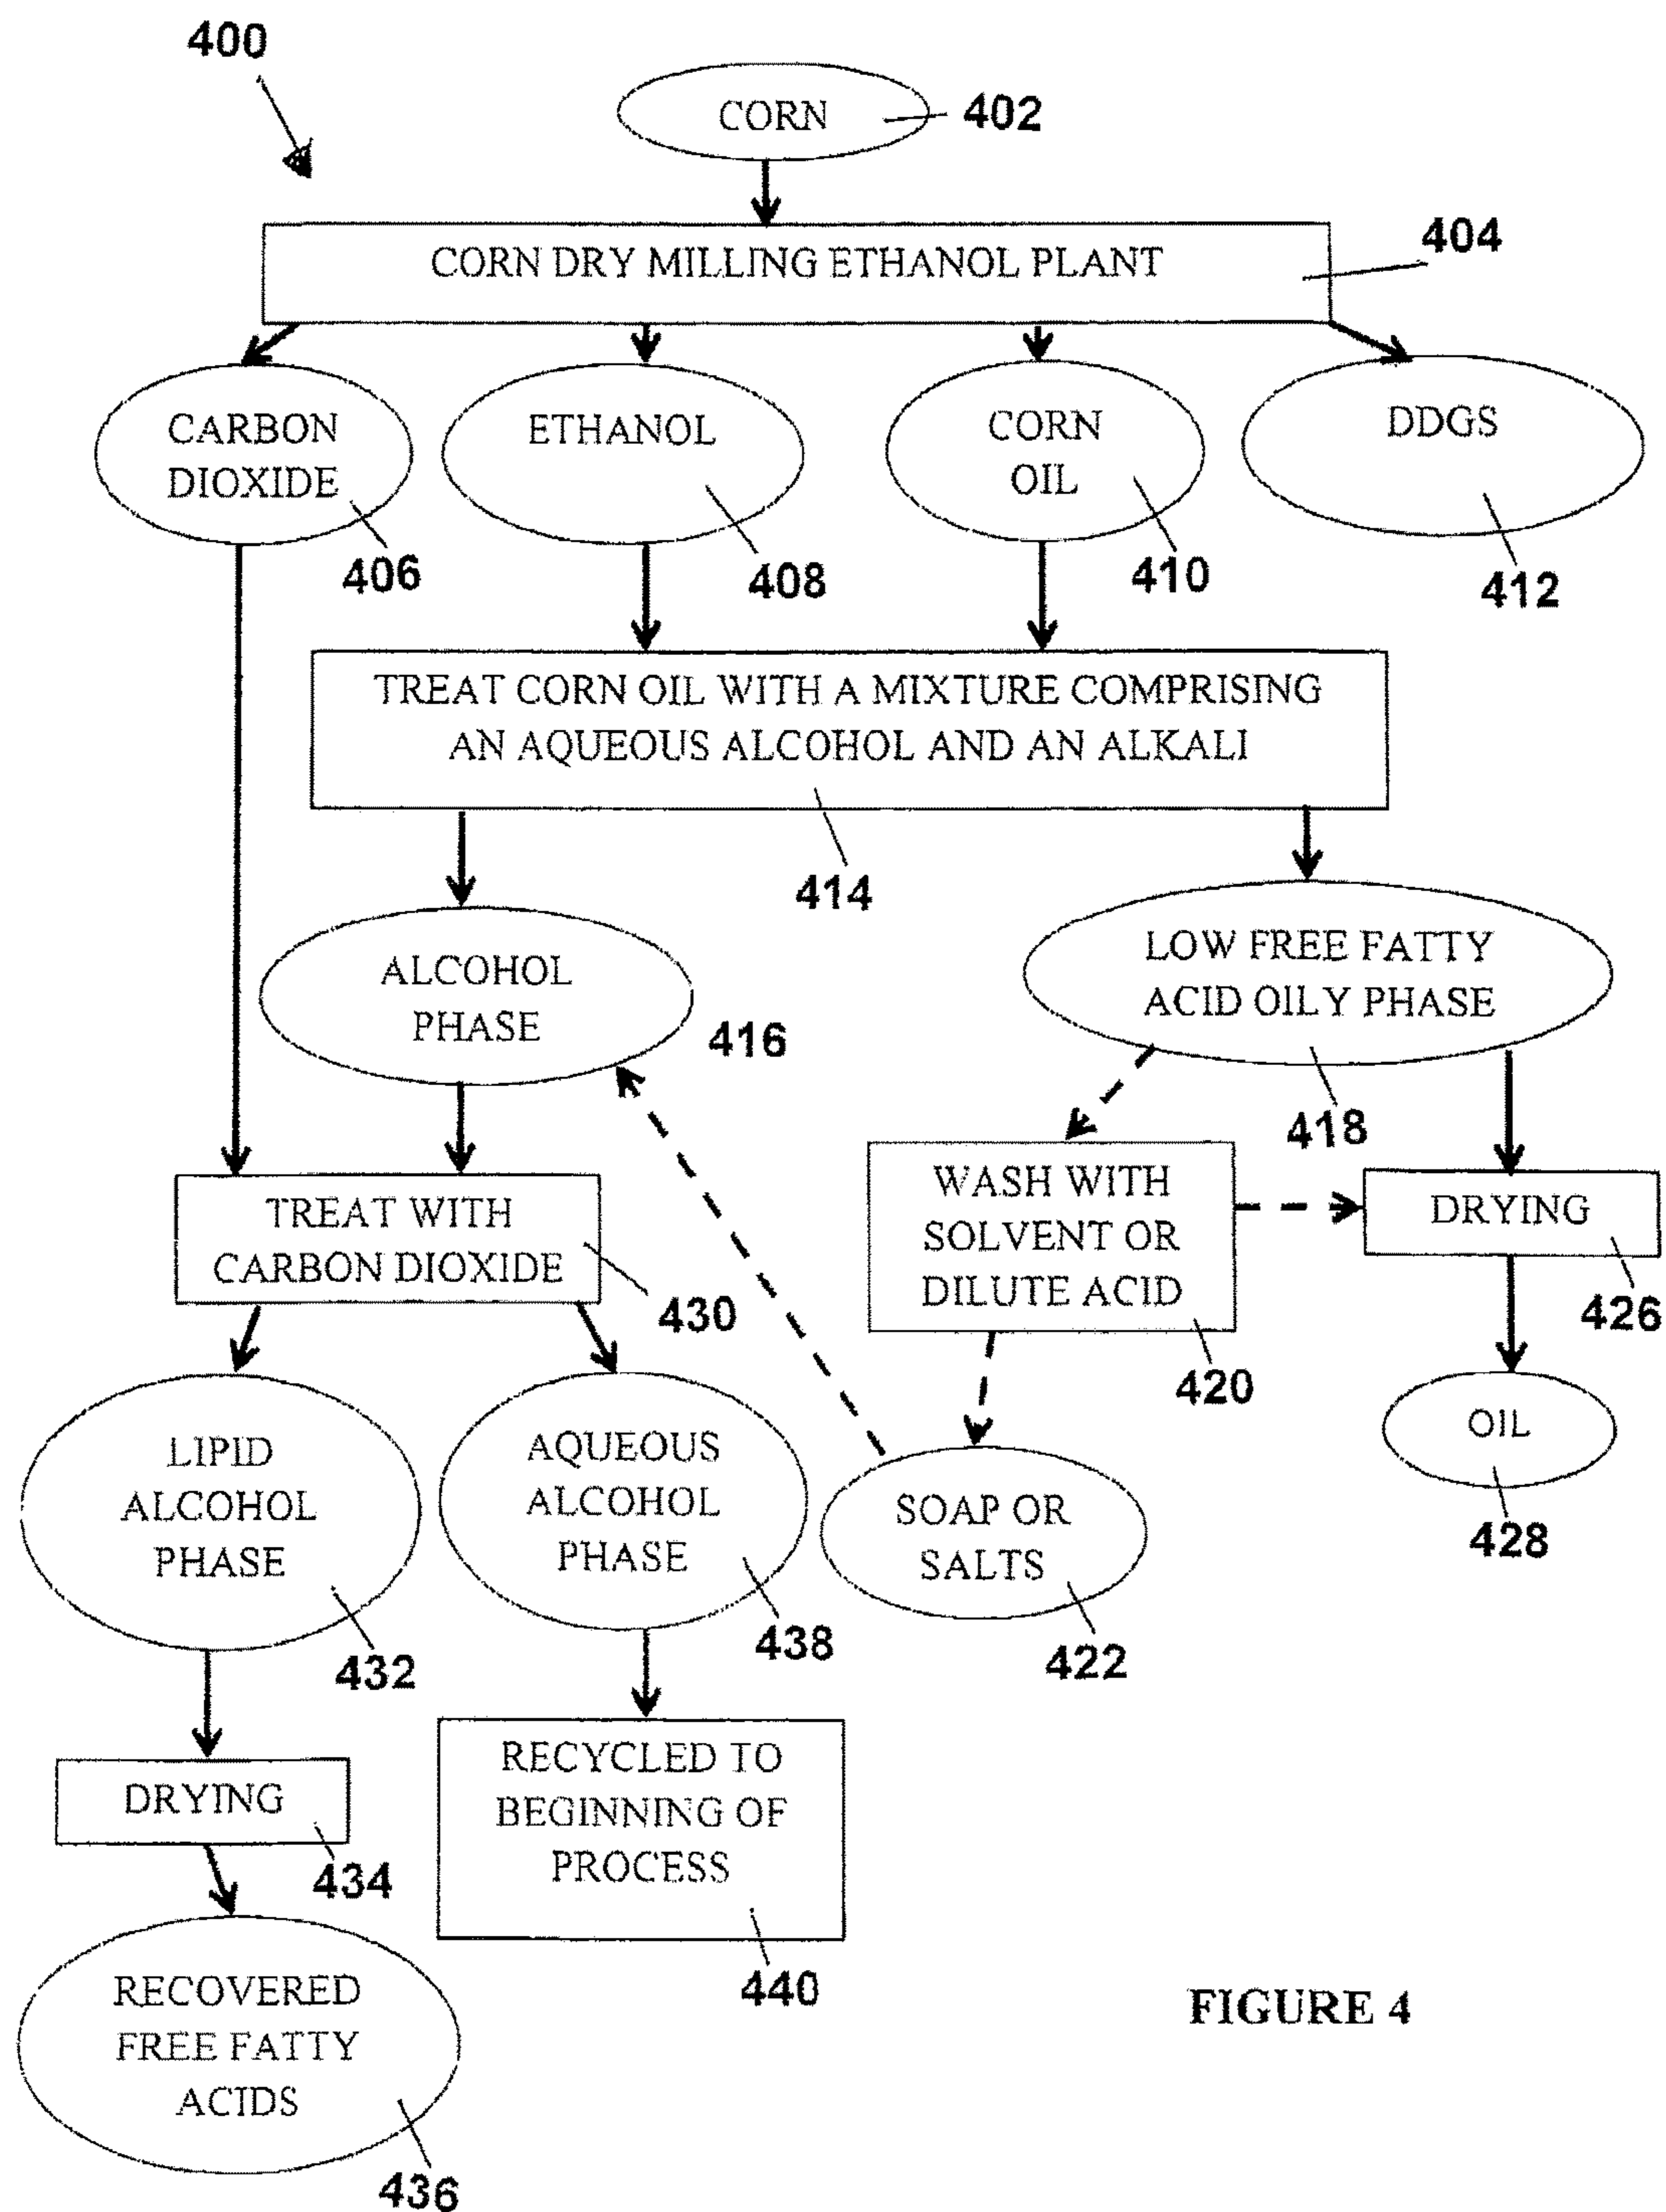 400
CORN
402
CORN DRY MILLING ETHANOL PLANT
404
CARBON
DIOXIDE
406
ETHANOL
408
CORN
OIL
410
DDGS
412
TREAT CORN OIL WITH A MIXTURE COMPRISING
AN AQUEOUS ALCOHOL AND AN ALKALI
414
ALCOHOL
PHASE
416
LOW FREE FATTY
ACID OILY PHASE
418
TREAT WITH
CARBON DIOXIDE
430
WASH WITH
SOLVENT OR
DILUTE ACID
420
DRYING
426
LIPID
ALCOHOL
PHASE
432
AQUEOUS
ALCOHOL
PHASE
438
SOAP OR
SALTS
422
OIL
428
DRYING
434
RECYCLED TO
BEGINNING OF
PROCESS
440
RECOVERED
FREE FATTY
ACIDS
436
FIGURE 4